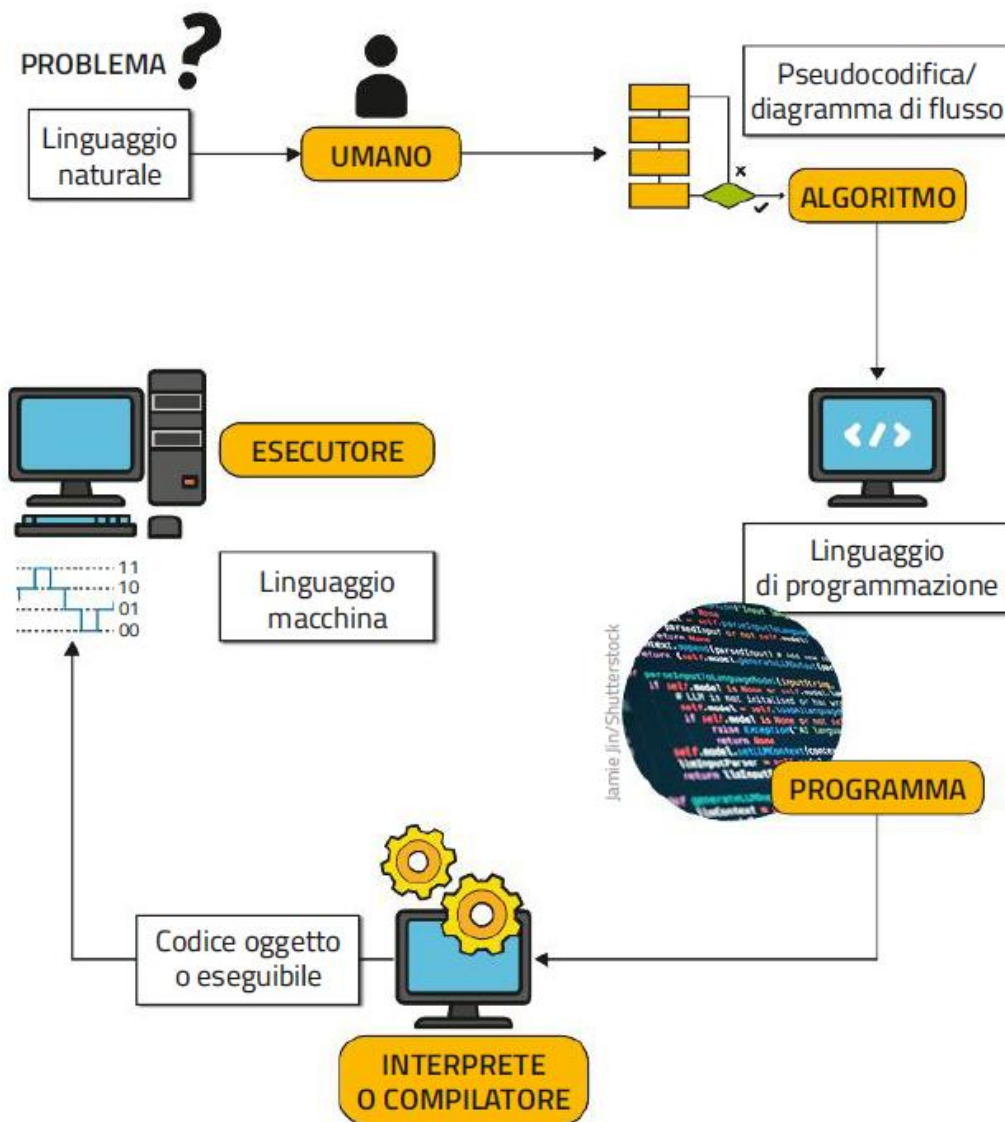 PROBLEMA ?
Linguaggio
naturale
UMANO
Pseudocodifica/
diagramma di flusso
ALGORITMO
</>
Linguaggio
di programmazione
Jamie Jin/Shutterstock
PROGRAMMA
INTERPRETE
O COMPILATORE
Codice oggetto
o eseguibile
ESECUTORE
Linguaggio
macchina
11
10
01
00